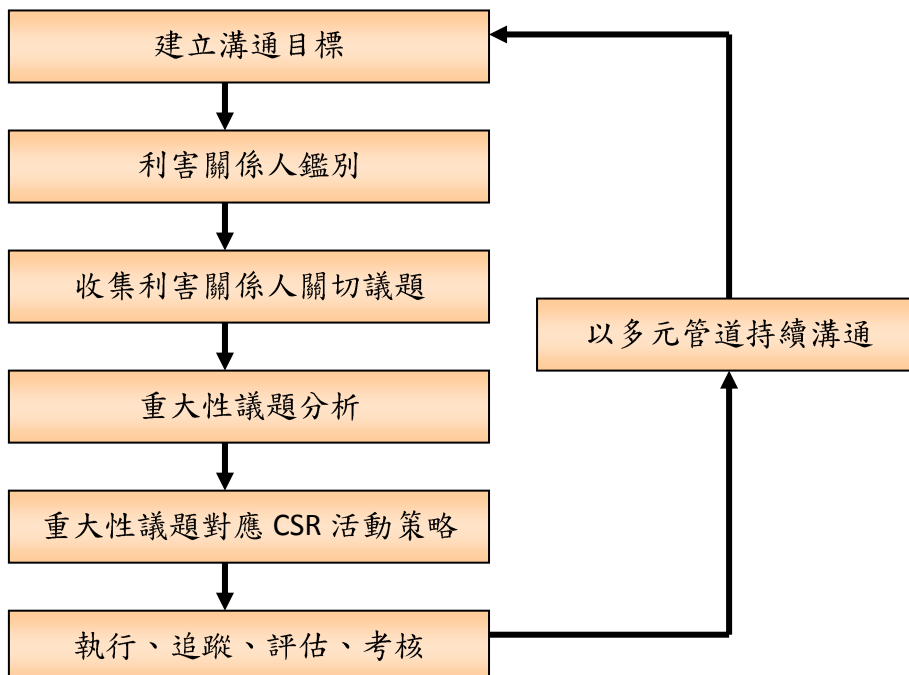 建立溝通目標
利害關係人鑑別
收集利害關係人關切議題
以多元管道持續溝通
重大性議題分析
重大性議題對應 CSR 活動策略
執行、追蹤、評估、考核